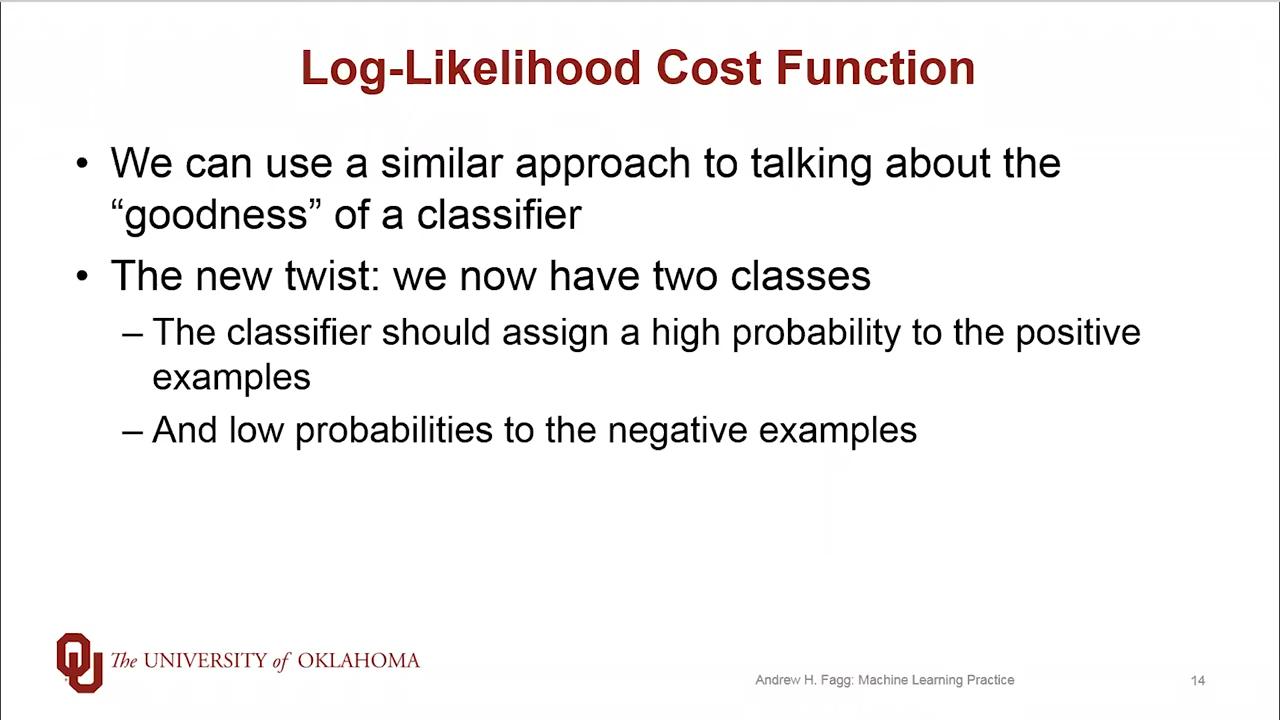 Log-Likelihood Cost Function
• We can use a similar approach to talking about the
“goodness” of a classifier
• The new twist: we now have two classes
– The classifier should assign a high probability to the positive
examples
– And low probabilities to the negative examples
The UNIVERSITY of OKLAHOMA
Andrew H. Fagg: Machine Learning Practice
14